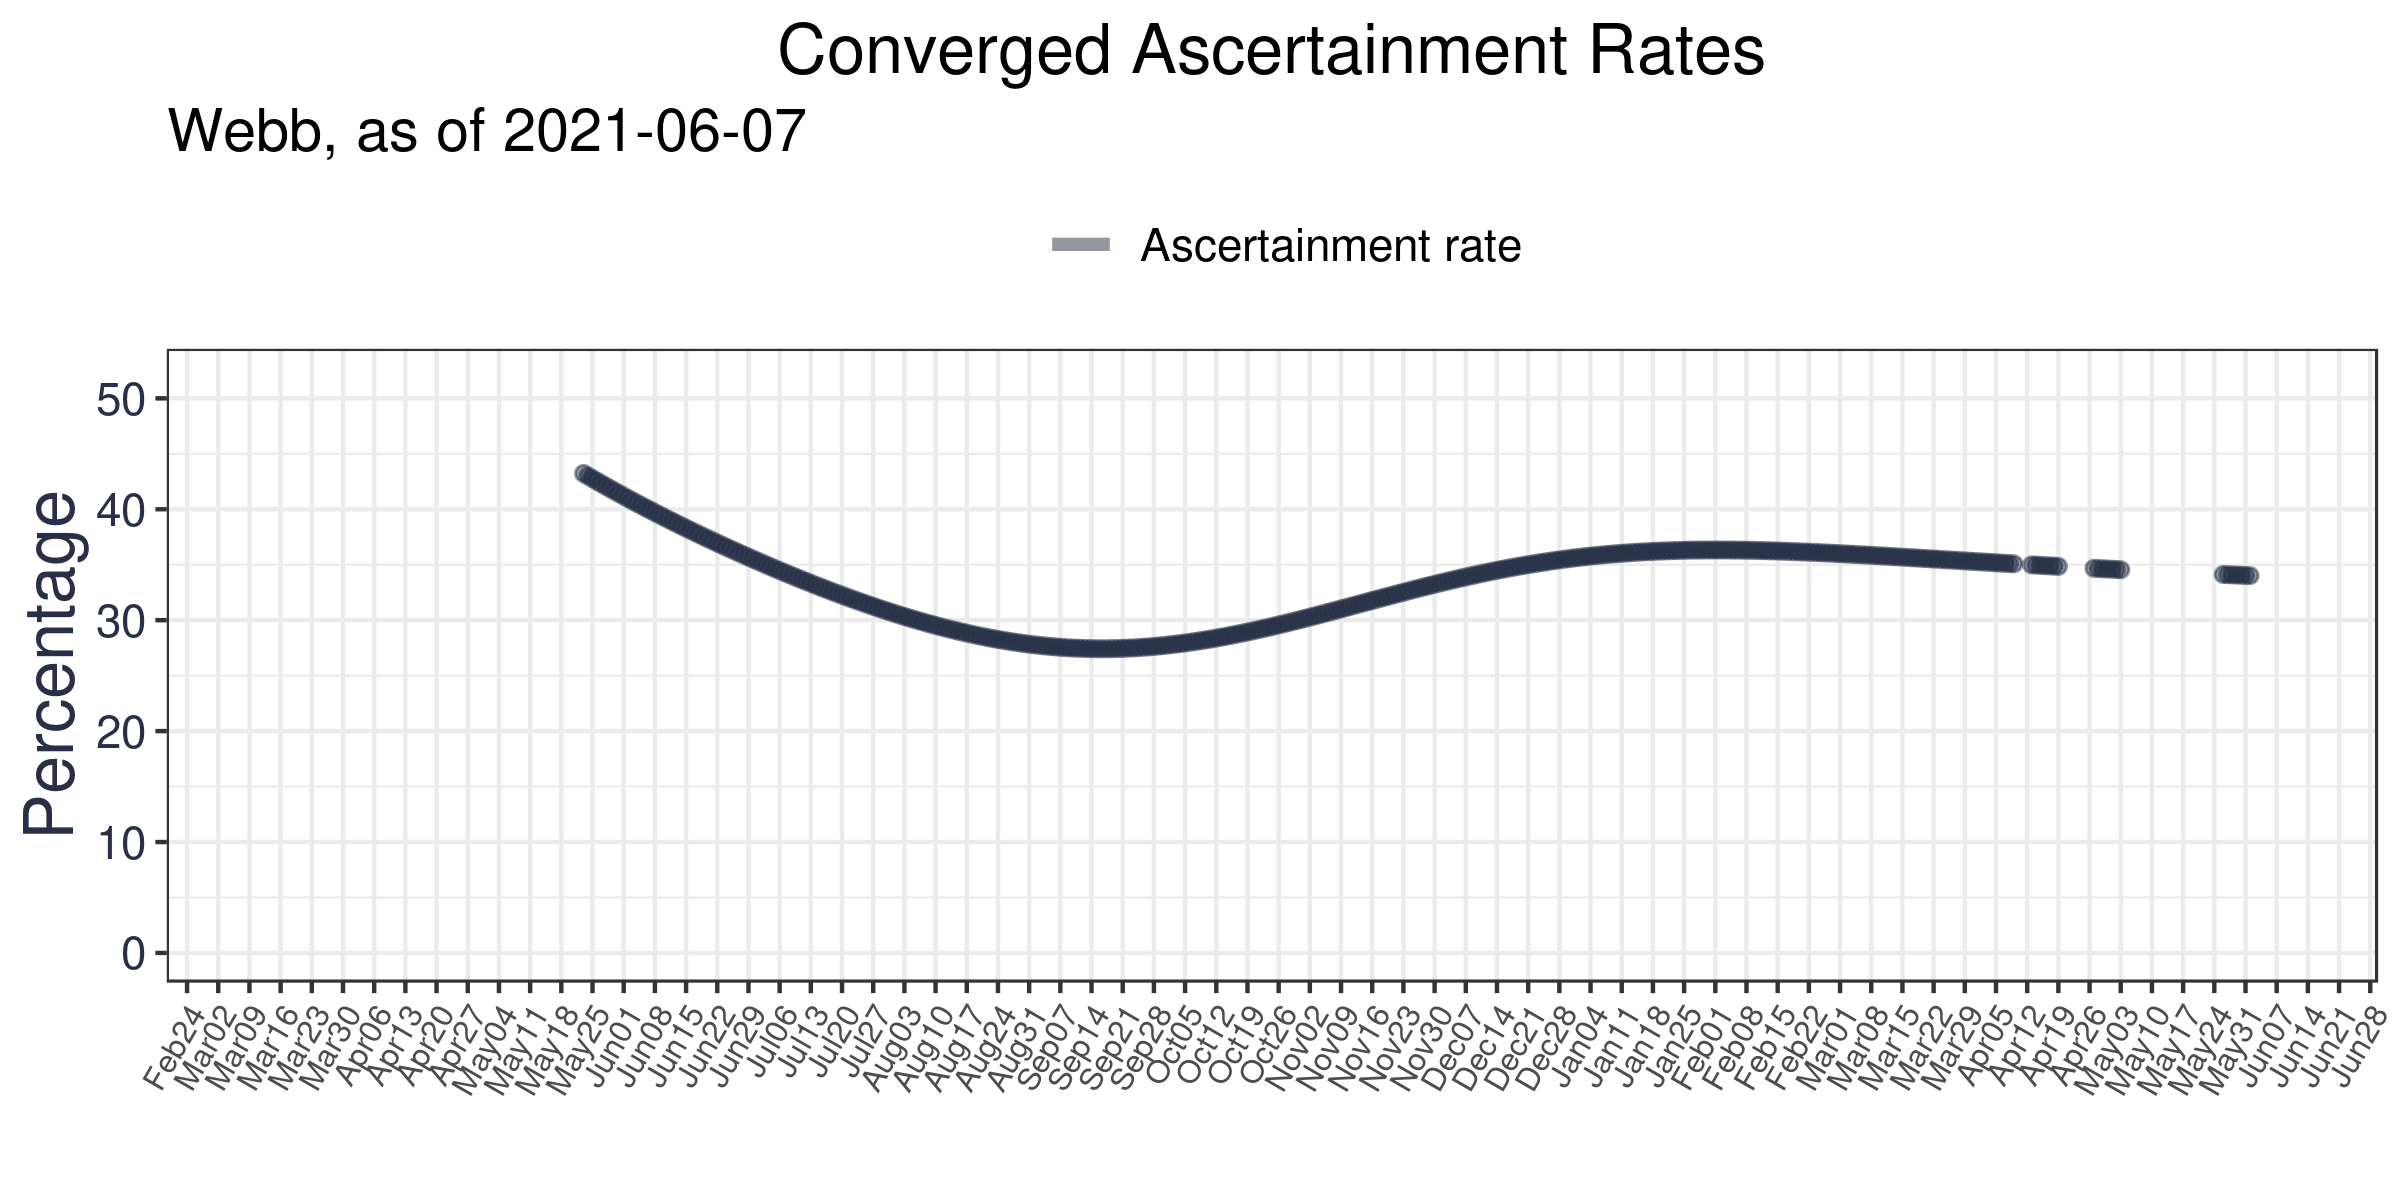 Converged Ascertainment Rates
Webb, as of 2021-06-07
Ascertainment rate
Percentage
50
40
30
20
10
0
Feb24
Mar02
Mar09
Mar16
Mar23
Mar30
Apr06
Apr13
Apr20
Apr27
May04
May11
May18
May25
Jun01
Jun08
Jun15
Jun22
Jun29
Jul06
Jul13
Jul20
Jul27
Aug03
Aug10
Aug17
Aug24
Aug31
Sep07
Sep14
Sep21
Sep28
Oct05
Oct12
Oct19
Oct26
Nov02
Nov09
Nov16
Nov23
Nov30
Dec07
Dec14
Dec21
Dec28
Jan04
Jan11
Jan18
Jan25
Feb01
Feb08
Feb15
Feb22
Mar01
Mar08
Mar15
Mar22
Mar29
Apr05
Apr12
Apr19
Apr26
May03
May10
May17
May24
May31
Jun07
Jun14
Jun21
Jun28